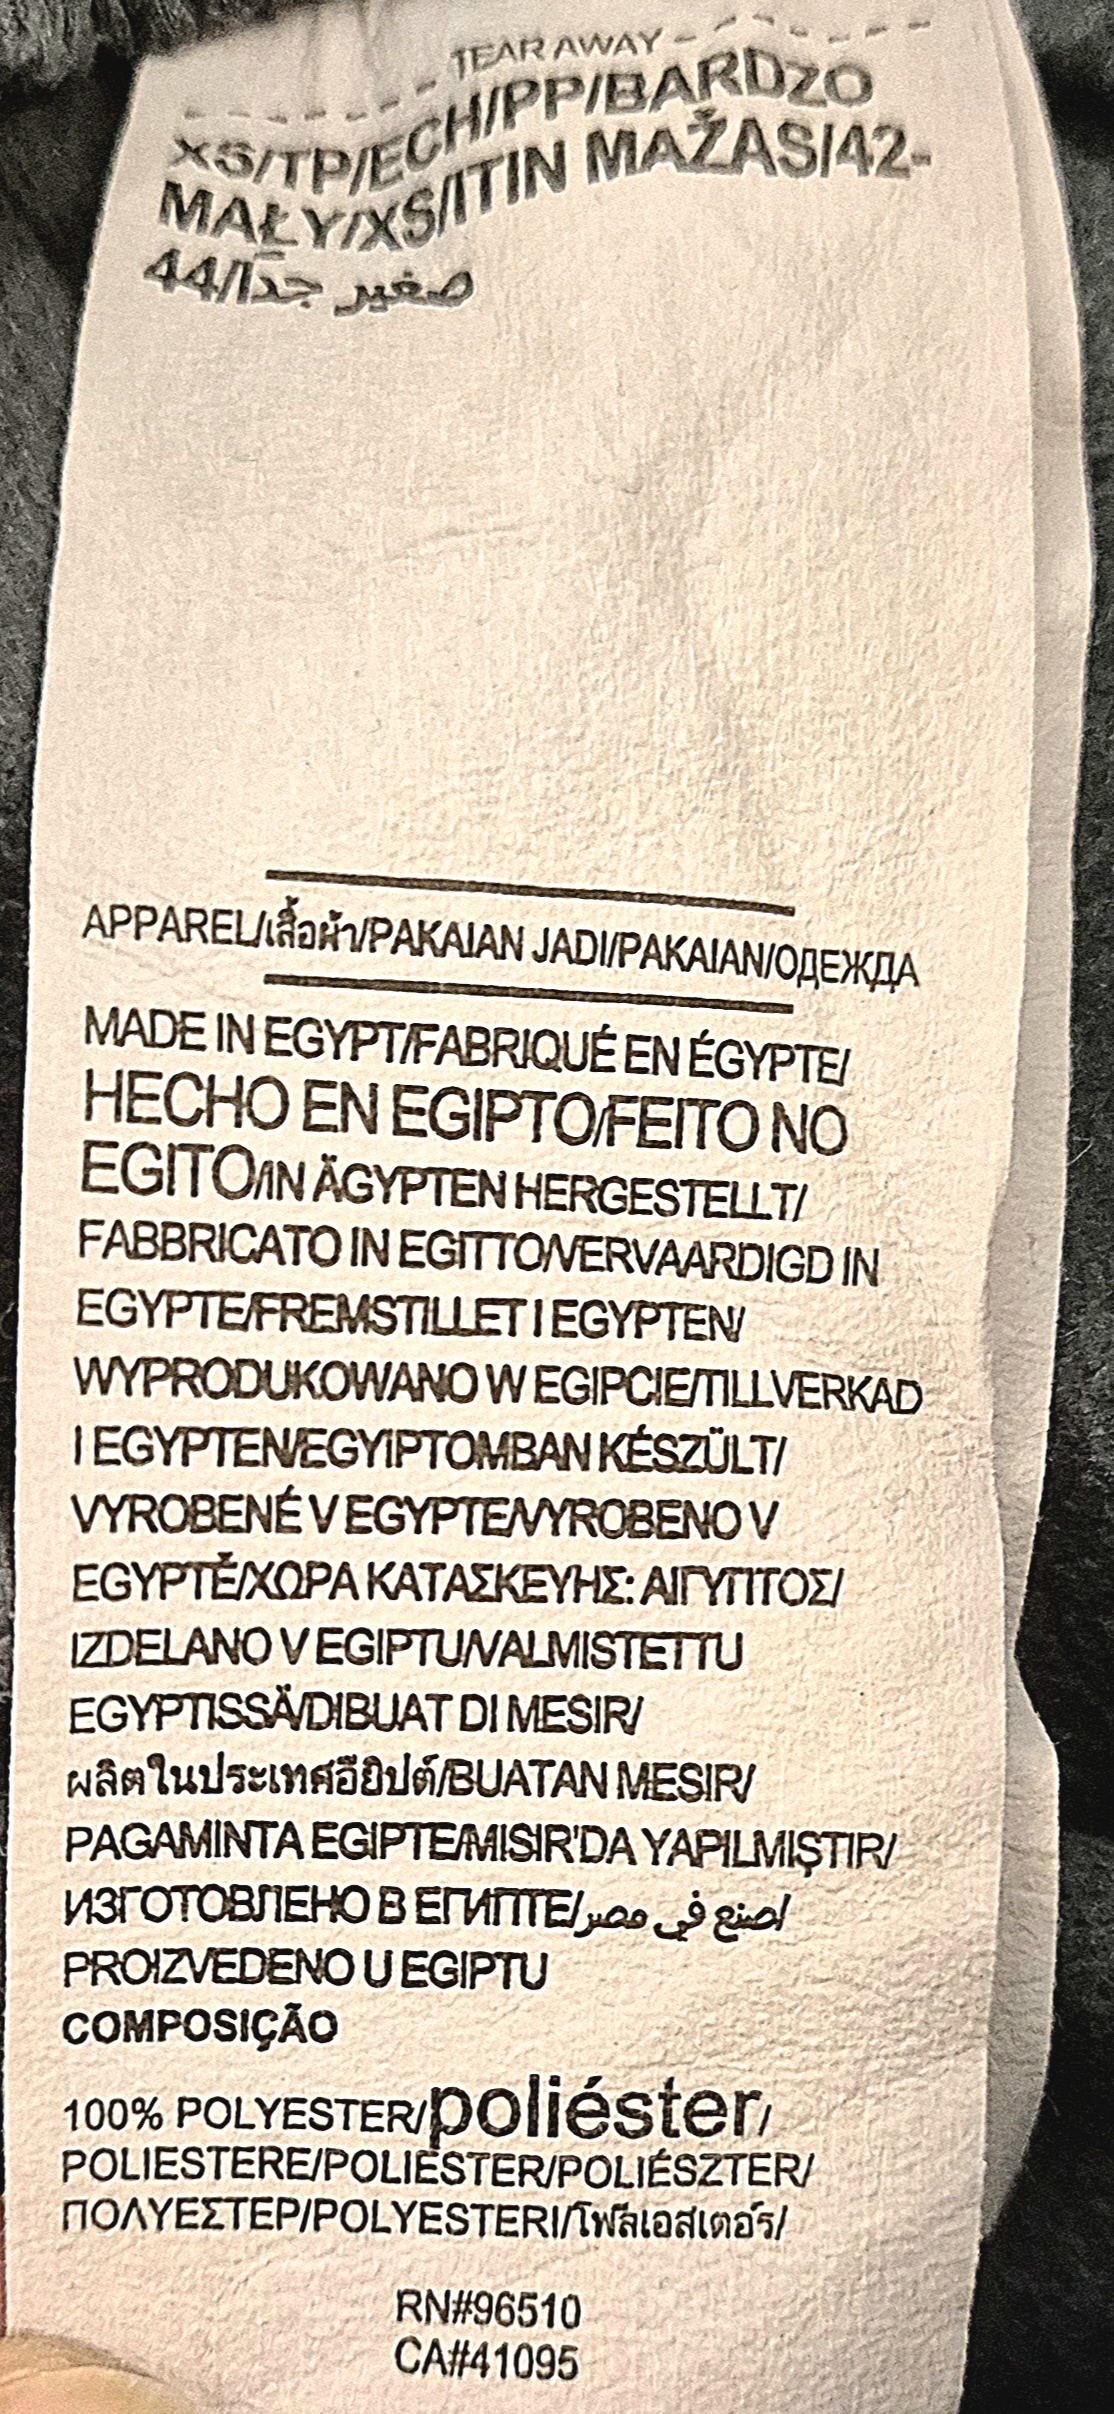 TEAR AWAY
XS/TP/ECH/PP/BARDZO
MAŁY/XS/ITIN MAŽAS/42-
44/صغير جدًا
APPAREL/เสื้อผ้า/PAKAIAN JADI/PAKAIAN/ОДЕЖДА
MADE IN EGYPT/FABRIQUÉ EN ÉGYPTE/
HECHO EN EGIPTO/FEITO NO
EGITO/IN ÄGYPTEN HERGESTELLT/
FABBRICATO IN EGITTO/VERVAARDIGD IN
EGYPTE/FREMSTILLET I EGYPTEN/
WYPRODUKOWANO W EGIPCIE/TILLVERKAD
I EGYPTEN/EGYIPTOMBAN KÉSZÜLT/
VYROBENÉ V EGYPTE/VYROBENO V
EGYPTĚ/ΧΩΡΑ ΚΑΤΑΣΚΕΥΗΣ: ΑΙΓΥΠΤΟΣ/
IZDELANO V EGIPTU/VALMISTETTU
EGYPTISSÄ/DIBUAT DI MESIR/
ผลิตในประเทศอียิปต์/BUATAN MESIR/
PAGAMINTA EGIPTE/MISIR'DA YAPILMIŞTIR/
ИЗГОТОВЛЕНО В ЕГИПТЕ/صنع في مصر/
PROIZVEDENO U EGIPTU
COMPOSIÇÃO
100% POLYESTER/poliéster/
POLIESTERE/POLIESTER/POLIÉSZTER/
ΠΟΛΥΕΣΤΕΡ/POLYESTERI/โพลีเอสเตอร์/
RN#96510
CA#41095